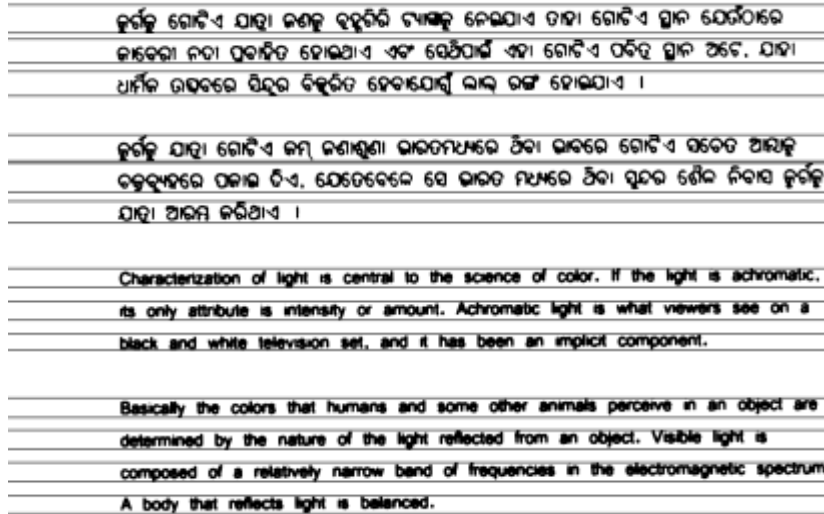 କୁର୍ଗକୁ ଗୋଟିଏ ଯାତ୍ରା ଜଣକୁ ବ୍ରହ୍ମଗିରି ଟ୍ୟାଙ୍କକୁ ନେଇଯାଏ ତାହା ଗୋଟିଏ ସ୍ଥାନ ଯେଉଁଠାରେ
କାବେରୀ ନଦୀ ପ୍ରବାହିତ ହୋଇଥାଏ ଏବଂ ସେଥିପାଇଁ ଏହା ଗୋଟିଏ ପବିତ୍ର ସ୍ଥାନ ଅଟେ, ଯାହା
ଧାର୍ମିକ ଉତ୍ସବରେ ସିନ୍ଦୂର ହେବାଯୋଗୁଁ ଲାଲ୍ ରଙ୍ଗ ହୋଇଯାଏ ।
କୁର୍ଗକୁ ଯାତ୍ରା ଗୋଟିଏ କମ୍ ଜଣାଶୁଣା ଭାରତମଧ୍ୟରେ ଥିବା ଭାବରେ ଗୋଟିଏ ସଚେତ ଆତ୍ମାକୁ
ଚକ୍ରବ୍ୟୁହରେ ପକାଇ ଦିଏ, ଯେତେବେଳେ ସେ ଭାରତ ମଧ୍ୟରେ ଥିବା ସୁନ୍ଦର ଶୈଳ ନିବାସ କୁର୍ଗକୁ
ଯାତ୍ରା ଆରମ୍ଭ କରିଥାଏ ।
Characterization of light is central to the science of color. If the light is achromatic,
its only attribute is intensity or amount. Achromatic light is what viewers see on a
black and white television set, and it has been an implicit component.
Basically the colors that humans and some other animals perceive in an object are
determined by the nature of the light reflected from an object. Visible light is
composed of a relatively narrow band of frequencies in the electromagnetic spectrum
A body that reflects light is balanced.